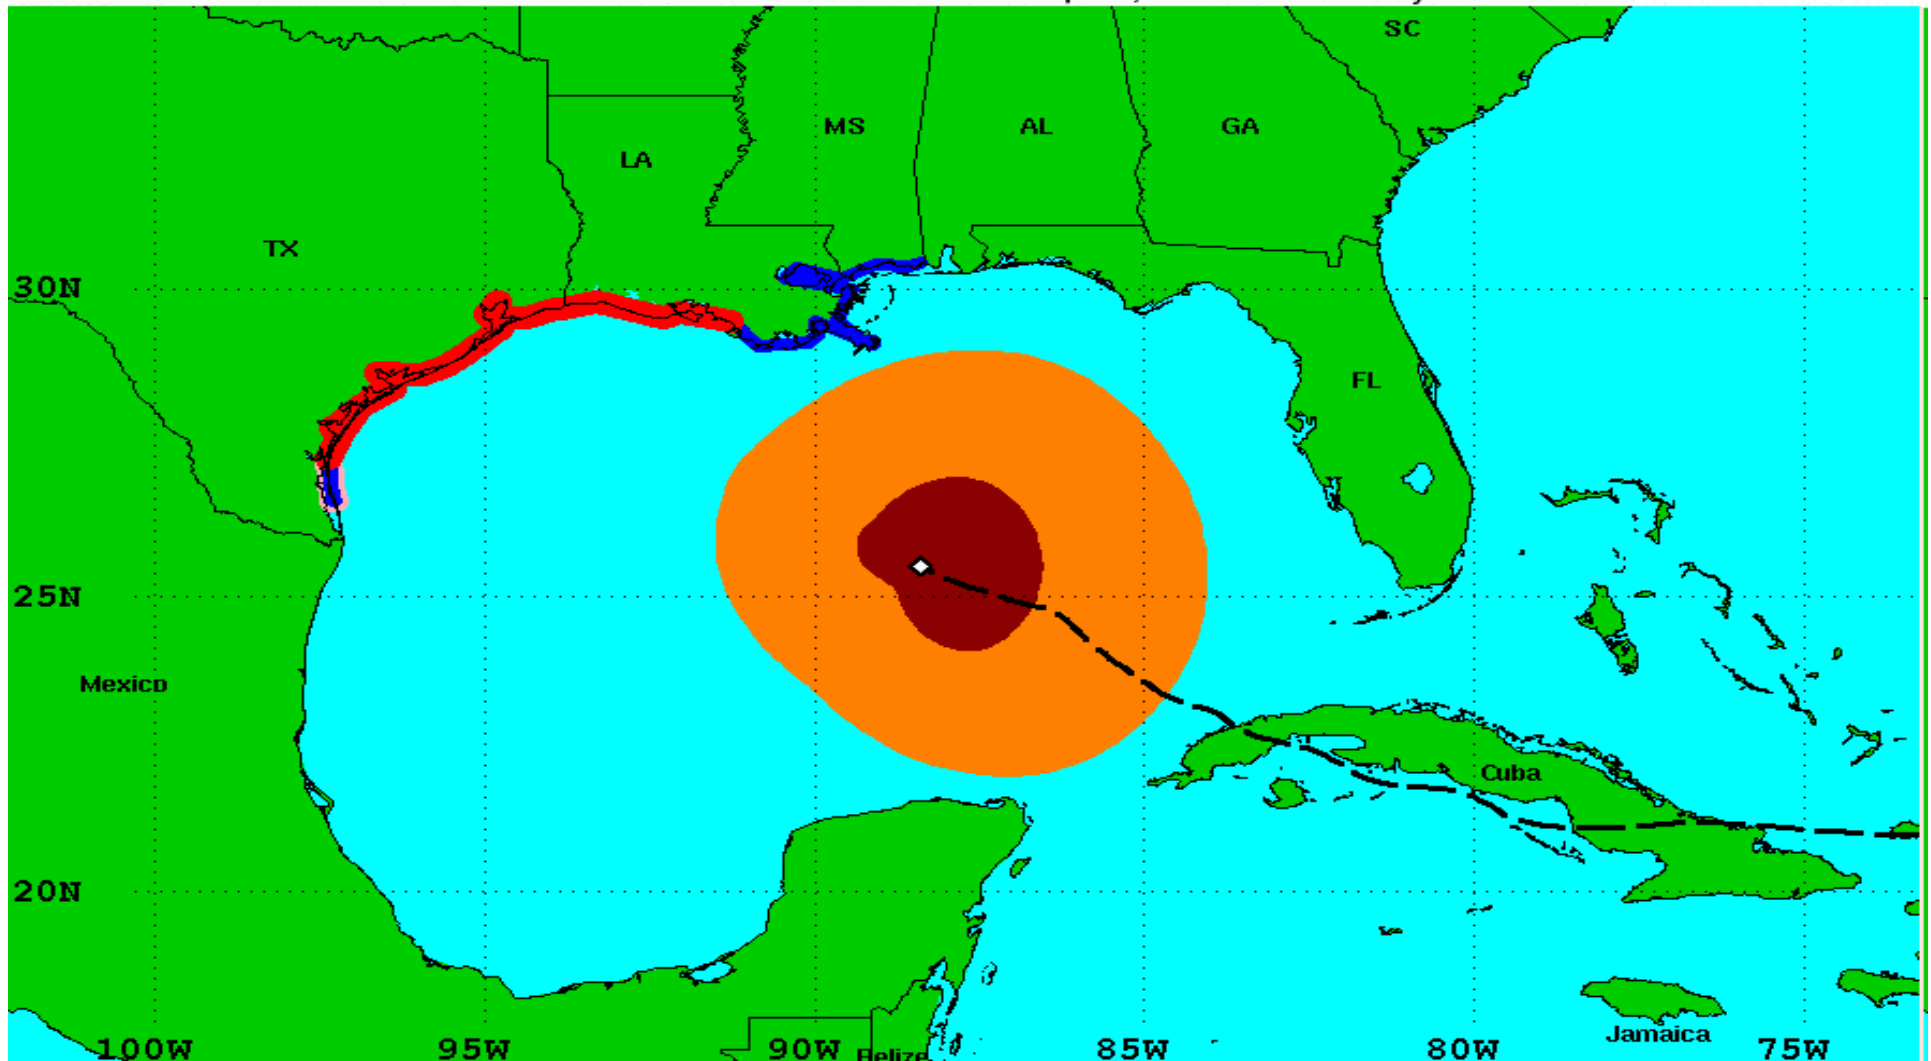 SC
MS
AL
GA
LA
TX
30N
FL
25N
Mexico
Cuba
20N
Jamaica
100W
95W
90W
Belize
85W
80W
75W